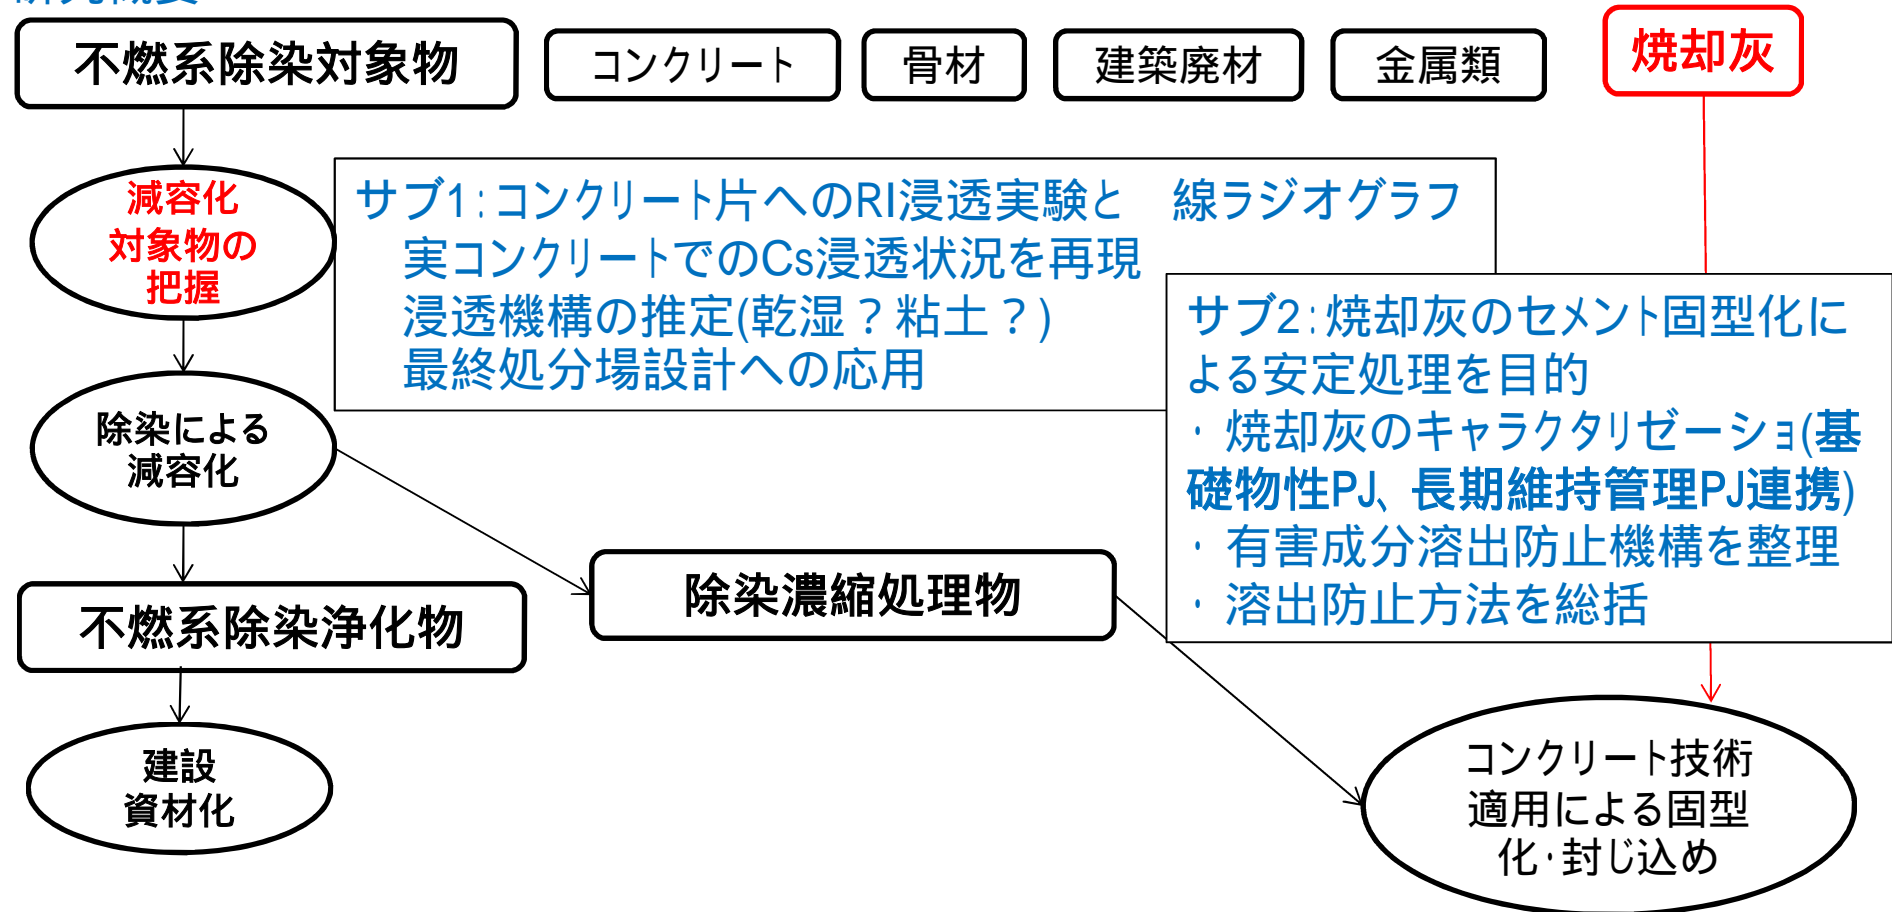 不燃系除染対象物
コンクリート
骨材
建築廃材
金属類
焼却灰
減容化
対象物の
把握
サブ1:コンクリート片へのRI浸透実験と　線ラジオグラフ
実コンクリートでのCs浸透状況を再現
浸透機構の推定(乾湿？粘土？)
最終処分場設計への応用
サブ2:焼却灰のセメント固型化に
よる安定処理を目的
・焼却灰のキャラクタリゼーショ(基
礎物性PJ、長期維持管理PJ連携)
・有害成分溶出防止機構を整理
・溶出防止方法を総括
除染による
減容化
除染濃縮処理物
不燃系除染浄化物
建設
資材化
コンクリート技術
適用による固型
化・封じ込め